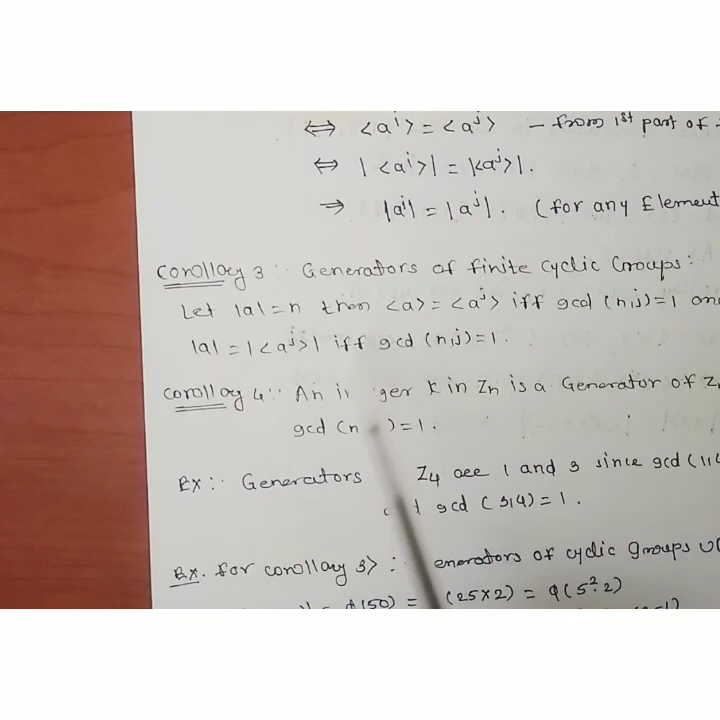 ⇔ <aⁱ> = <aʲ> – from 1st part of
⇔ |<aⁱ>| = |<aʲ>|.
⇒ |aⁱ| = |aʲ|. (for any Element
Corollary 3: Generators of finite cyclic Groups:
Let |a| = n then <a> = <aʲ> iff gcd (n,j)=1 and
|a| = |<aʲ>| iff gcd (n,j)=1.
Corollary 4: An ger k in Zn is a Generator of Z
gcd (n )=1.
Ex: Generators Z4 are 1 and 3 since gcd (1,4
gcd (3,4) = 1.
Ex. for corollary 3>: enerators of cyclic groups U(
(50) = (25×2) = φ(5².2)